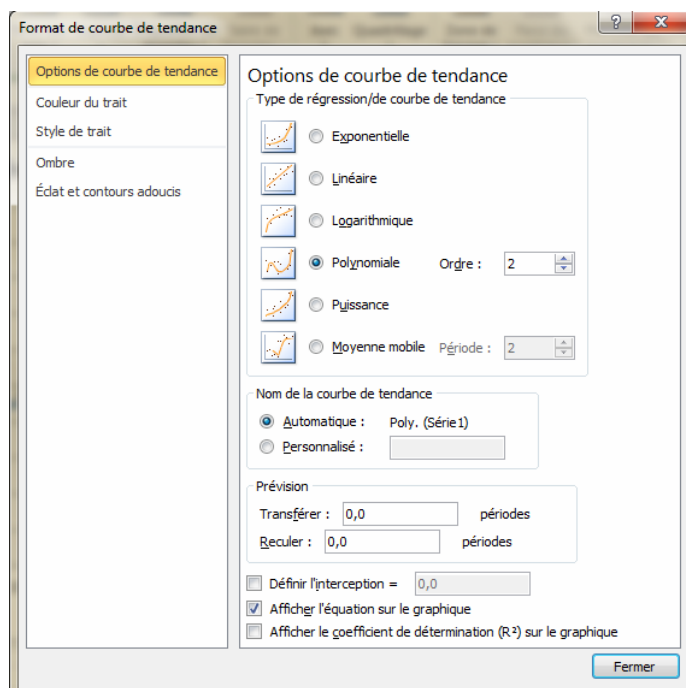 Format de courbe de tendance
Options de courbe de tendance
Couleur du trait
Style de trait
Ombre
Éclat et contours adoucis
Options de courbe de tendance
Type de régression/de courbe de tendance
Exponentielle
Linéaire
Logarithmique
Polynomiale Ordre : 2
Puissance
Moyenne mobile Période : 2
Nom de la courbe de tendance
Automatique : Poly. (Série1)
Personnalisé :
Prévision
Transférer : 0,0 périodes
Reculer : 0,0 périodes
Définir l'interception = 0,0
Afficher l'équation sur le graphique
Afficher le coefficient de détermination (R²) sur le graphique
Fermer